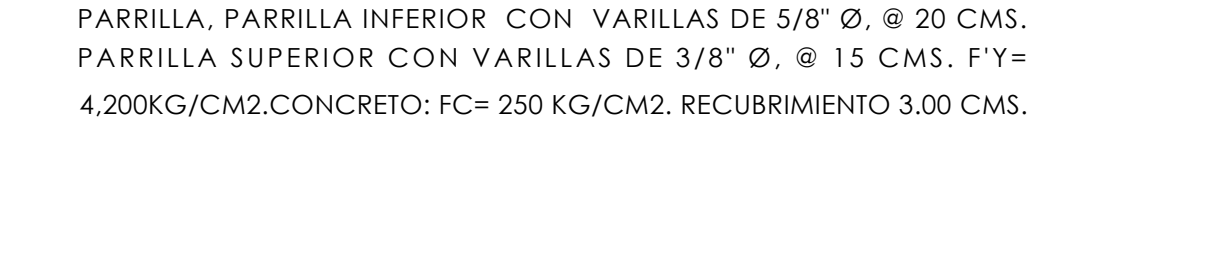 PARRILLA, PARRILLA INFERIOR CON VARILLAS DE 5/8" Ø, @ 20 CMS.
PARRILLA SUPERIOR CON VARILLAS DE 3/8" Ø, @ 15 CMS. F'Y=
4,200KG/CM2.CONCRETO: FC= 250 KG/CM2. RECUBRIMIENTO 3.00 CMS.